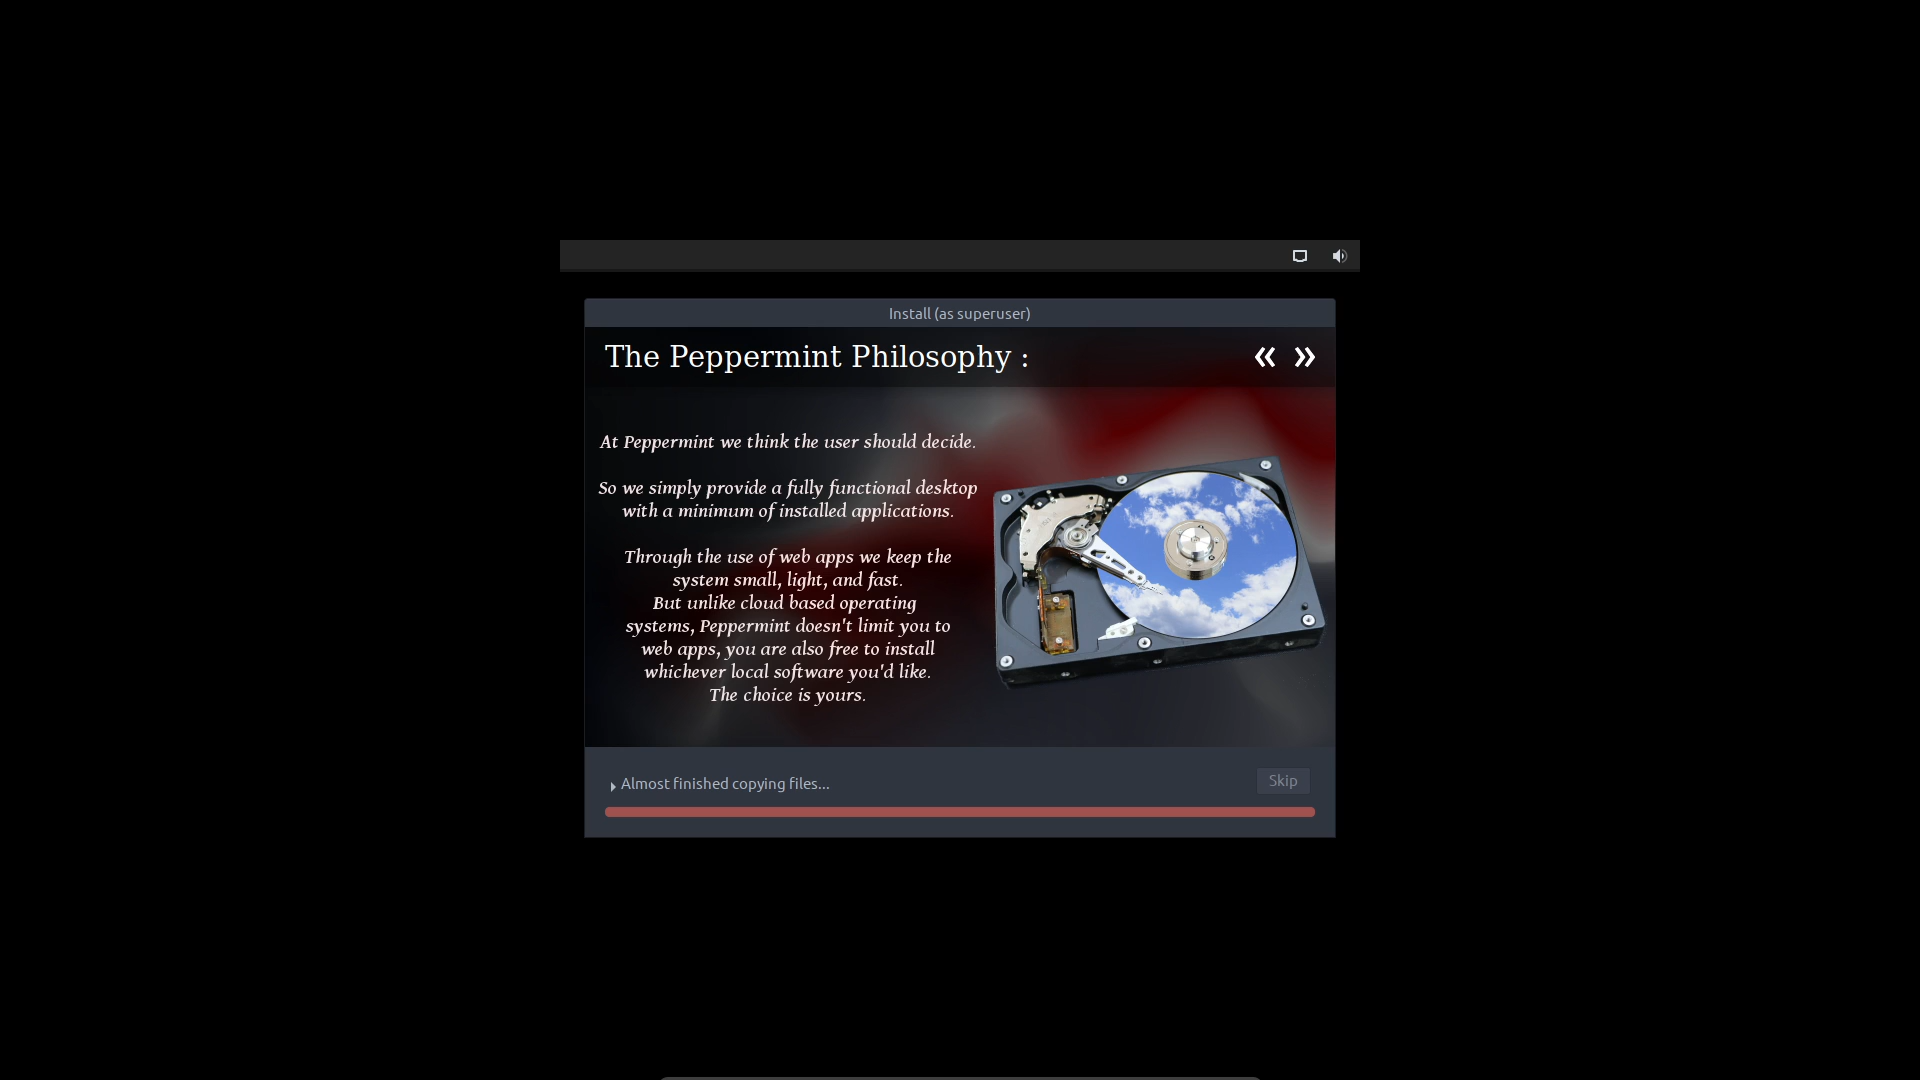 Install (as superuser)
The Peppermint Philosophy :
At Peppermint we think the user should decide.
So we simply provide a fully functional desktop
with a minimum of installed applications.
Through the use of web apps we keep the
system small, light, and fast.
But unlike cloud based operating
systems, Peppermint doesn't limit you to
web apps, you are also free to install
whichever local software you'd like.
The choice is yours.
Almost finished copying files...
Skip